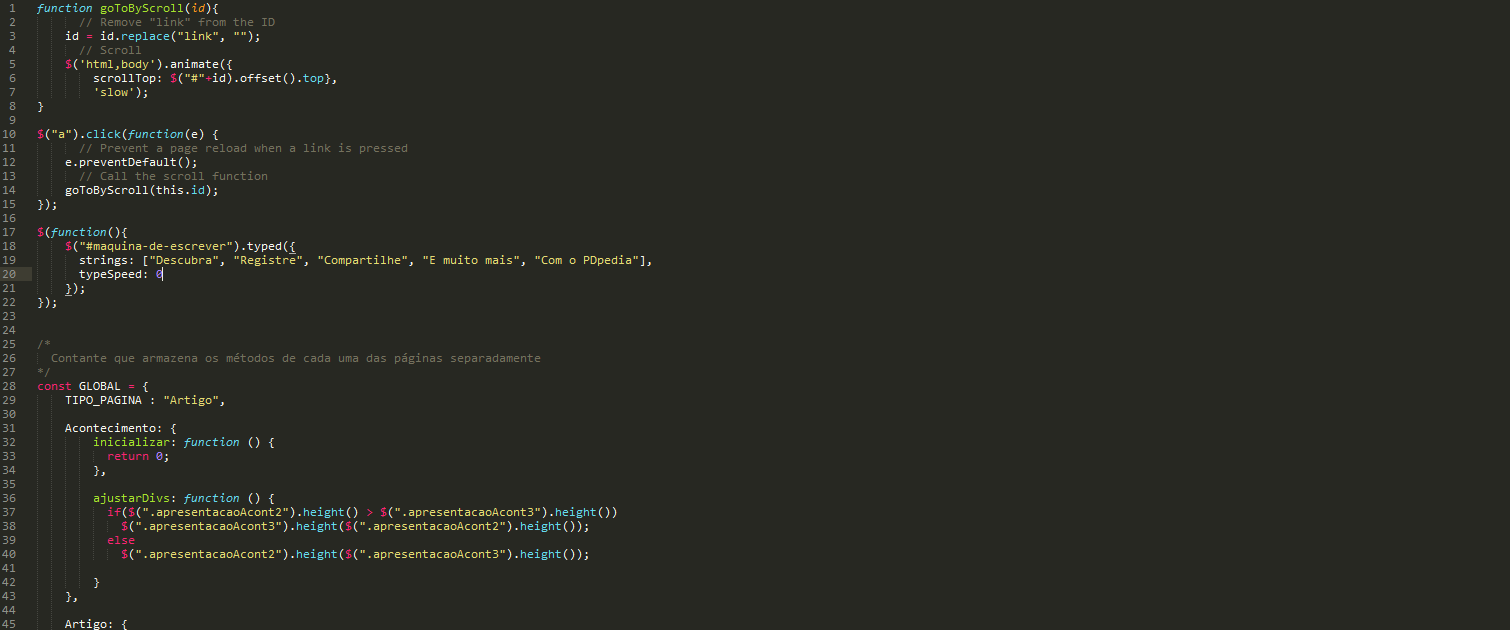 1 function goToByScroll(id){
2 // Remove "link" from the ID
3 id = id.replace("link", "");
4 // Scroll
5 $('html,body').animate({
6 scrollTop: $("#"+id).offset().top},
7 'slow');
8 }
9
10 $("a").click(function(e) {
11 // Prevent a page reload when a link is pressed
12 e.preventDefault();
13 // Call the scroll function
14 goToByScroll(this.id);
15 });
16
17 $(function(){
18 $("#maquina-de-escrever").typed({
19 strings: ["Descubra", "Registre", "Compartilhe", "E muito mais", "Com o PDpedia"],
20 typeSpeed: 0
21 });
22 });
23
24
25 /*
26 Contante que armazena os métodos de cada uma das páginas separadamente
27 */
28 const GLOBAL = {
29 TIPO_PAGINA : "Artigo",
30
31 Acontecimento: {
32 inicializar: function () {
33 return 0;
34 },
35
36 ajustarDivs: function () {
37 if($(".apresentacaoAcont2").height() > $(".apresentacaoAcont3").height())
38 $(".apresentacaoAcont3").height($(".apresentacaoAcont2").height());
39 else
40 $(".apresentacaoAcont2").height($(".apresentacaoAcont3").height());
41
42 }
43 },
44
45 Artigo: {